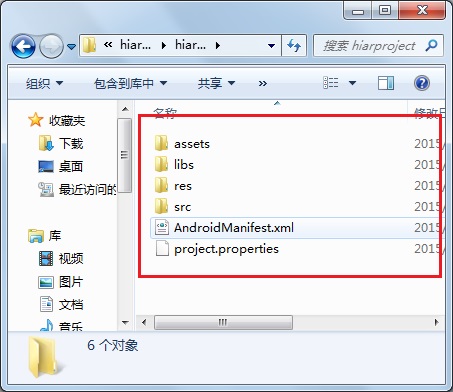 « hiar... ▸ hiar... ▸ 搜索 hiarproject
组织 包含到库中 共享 »
名称 修改日
收藏夹
下载
桌面
最近访问的
库
视频
图片
文档
音乐
assets 2015/
libs 2015/
res 2015/
src 2015/
AndroidManifest.xml 2015/
project.properties 2015/
6 个对象